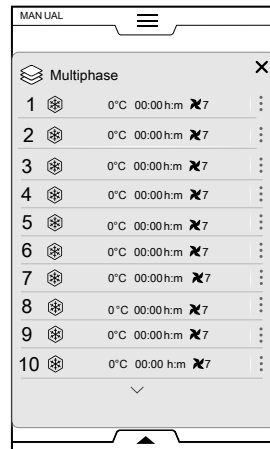 MANUAL
Multiphase
1 0°C 00:00 h:m 7
2 0°C 00:00 h:m 7
3 0°C 00:00 h:m 7
4 0°C 00:00 h:m 7
5 0°C 00:00 h:m 7
6 0°C 00:00 h:m 7
7 0°C 00:00 h:m 7
8 0°C 00:00 h:m 7
9 0°C 00:00 h:m 7
10 0°C 00:00 h:m 7